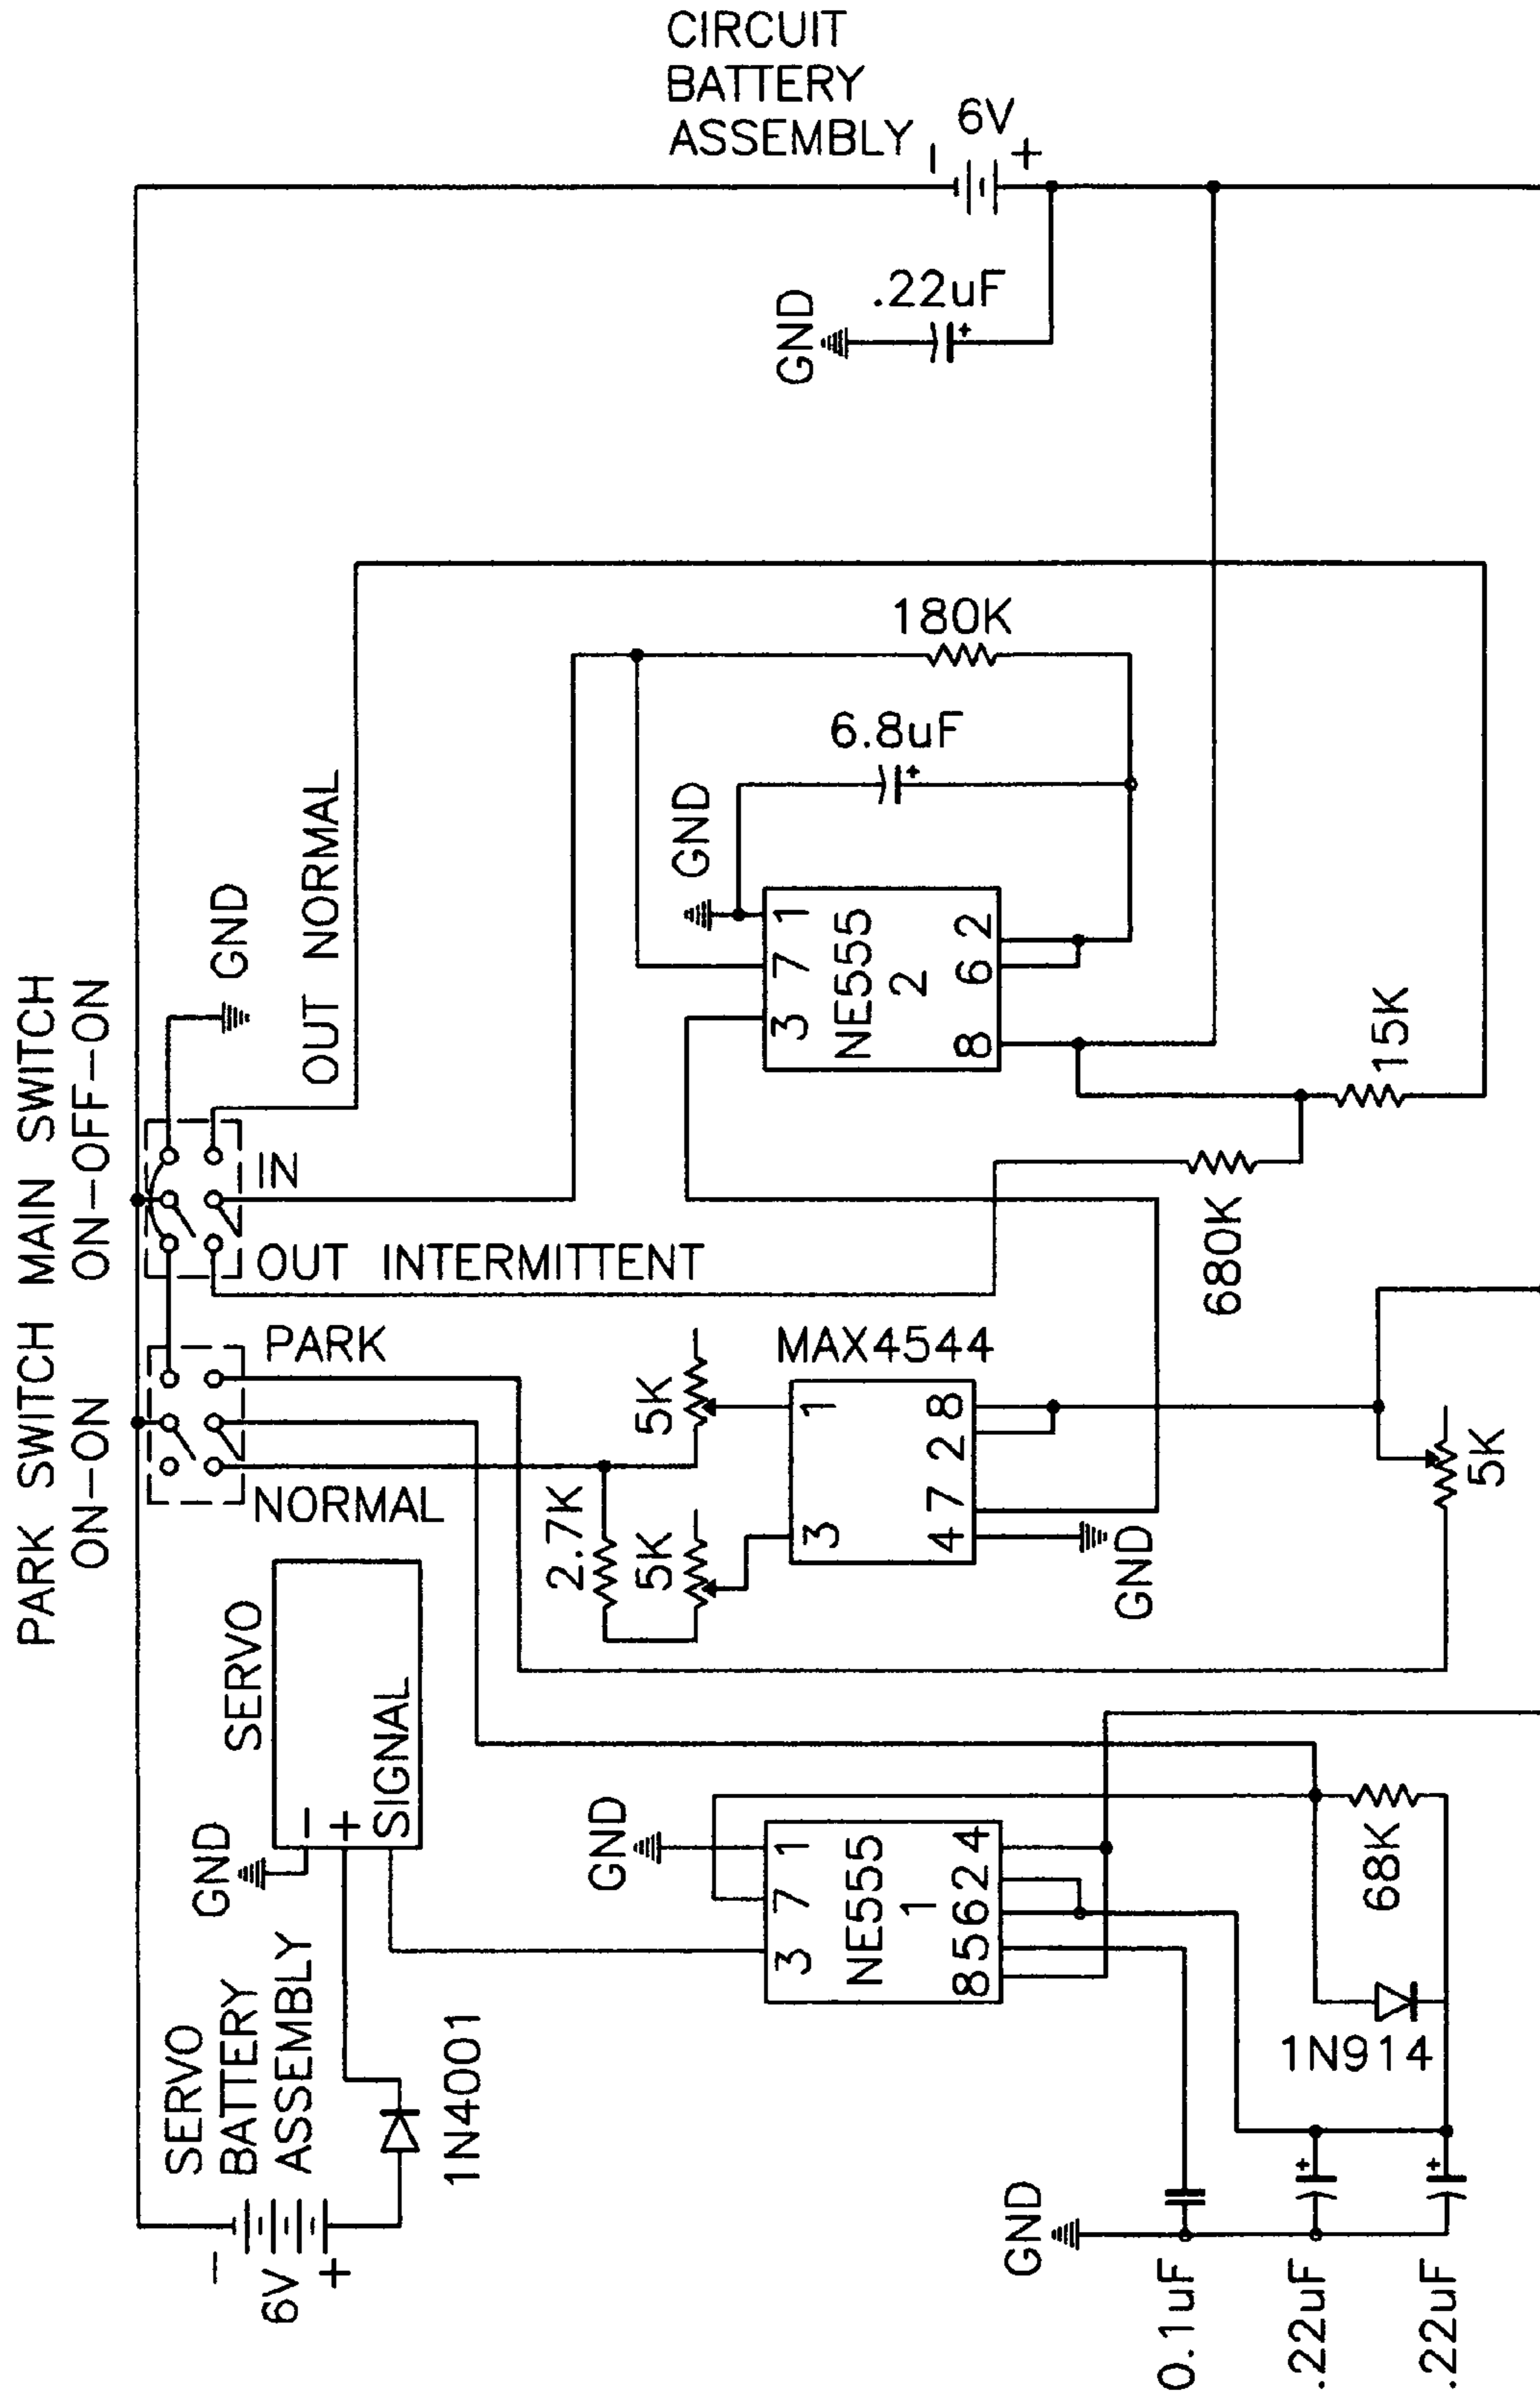 CIRCUIT
BATTERY
ASSEMBLY
6V
-
+
.22uF
+
GND
180K
6.8uF
+
GND
OUT NORMAL
GND
PARK SWITCH MAIN SWITCH
ON-ON
ON-OFF-ON
IN
OUT INTERMITTENT
PARK
NORMAL
1
7
3
NE555
2
2
6
8
15K
680K
MAX4544
5K
1
3
8
2
7
4
GND
2.7K
5K
5K
SERVO
-
+
SIGNAL
GND
GND
1
7
3
NE555
1
4
2
6
5
8
68K
1N914
SERVO
BATTERY
ASSEMBLY
1N4001
-
6V
+
GND
+
+
0.1uF
.22uF
.22uF